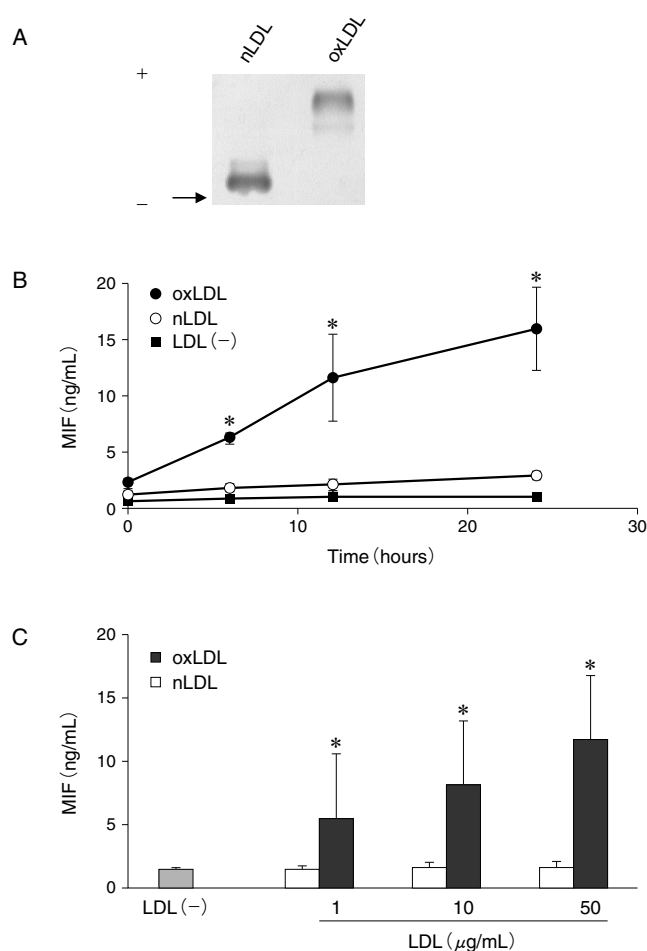 A
nLDL oxLDL
+
−
B
20
oxLDL
nLDL
LDL(−)
15
10
5
0
MIF(ng/mL)
* * *
0 10 20 30
Time(hours)
C
20
oxLDL
nLDL
15
10
5
0
MIF(ng/mL)
* * *
LDL(−) 1 10 50
LDL(μg/mL)